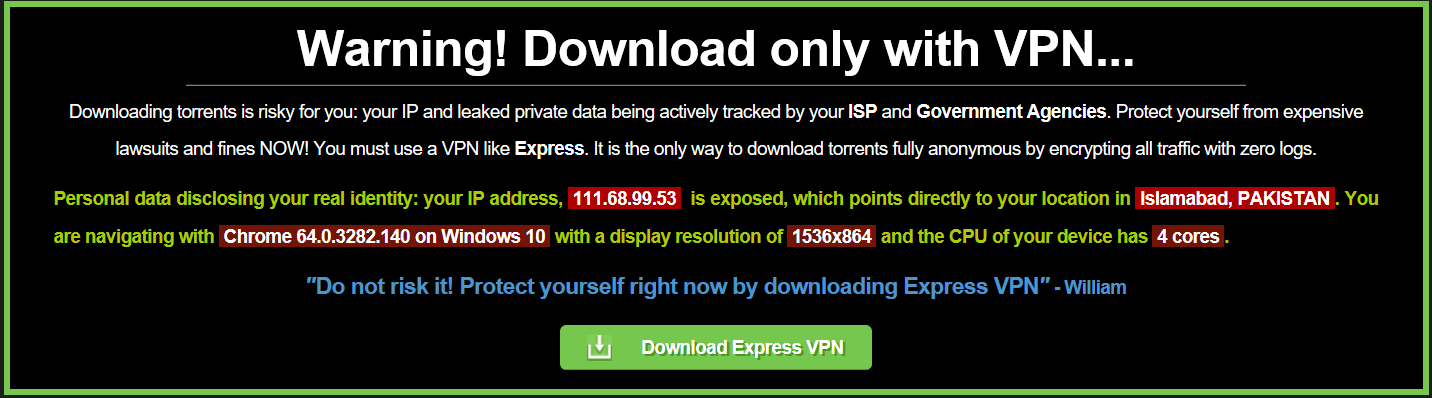 Warning! Download only with VPN...
Downloading torrents is risky for you: your IP and leaked private data being actively tracked by your ISP and Government Agencies. Protect yourself from expensive
lawsuits and fines NOW! You must use a VPN like Express. It is the only way to download torrents fully anonymous by encrypting all traffic with zero logs.
Personal data disclosing your real identity: your IP address, 111.68.99.53 is exposed, which points directly to your location in Islamabad, PAKISTAN. You
are navigating with Chrome 64.0.3282.140 on Windows 10 with a display resolution of 1536x864 and the CPU of your device has 4 cores.
"Do not risk it! Protect yourself right now by downloading Express VPN" - William
Download Express VPN